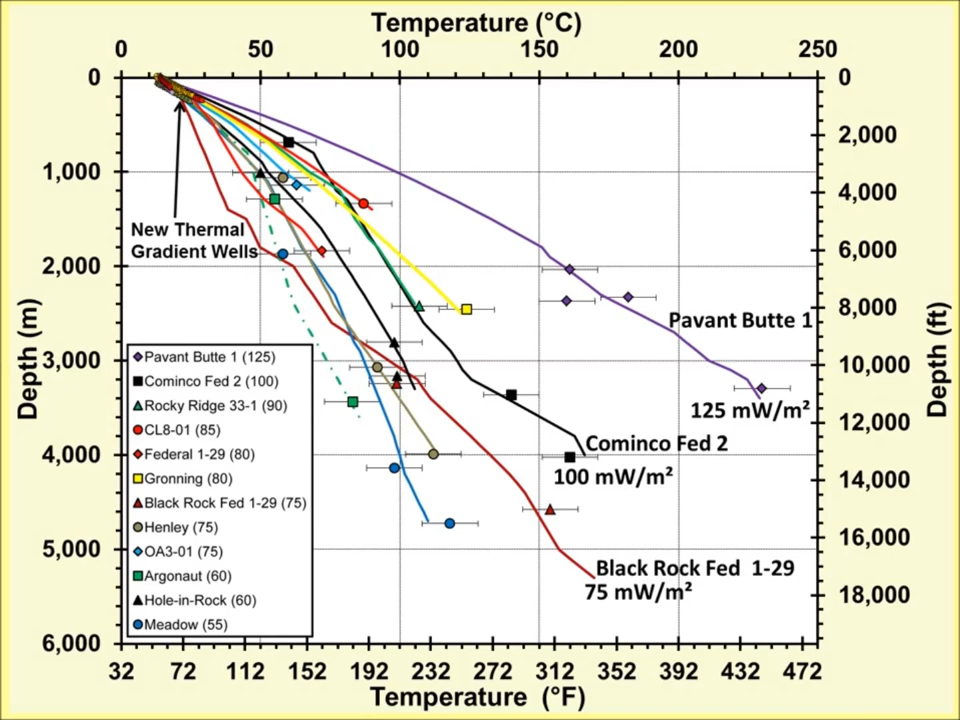 Temperature (°C)
0 50 100 150 200 250
0
1,000
2,000
3,000
4,000
5,000
6,000
Depth (m)
0
2,000
4,000
6,000
8,000
10,000
12,000
14,000
16,000
18,000
Depth (ft)
New Thermal
Gradient Wells
Pavant Butte 1
125 mW/m²
Cominco Fed 2
100 mW/m²
Black Rock Fed 1-29
75 mW/m²
Pavant Butte 1 (125)
Cominco Fed 2 (100)
Rocky Ridge 33-1 (90)
CL8-01 (85)
Federal 1-29 (80)
Gronning (80)
Black Rock Fed 1-29 (75)
Henley (75)
OA3-01 (75)
Argonaut (60)
Hole-in-Rock (60)
Meadow (55)
32 72 112 152 192 232 272 312 352 392 432 472
Temperature (°F)